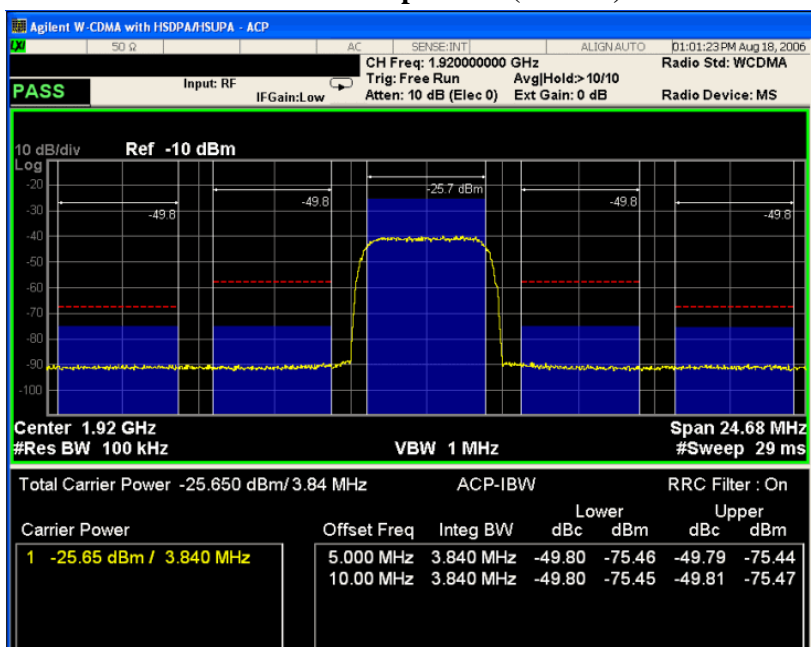 Agilent W-CDMA with HSDPA/HSUPA - ACP
LXI 50 Ω AC SENSE:INT ALIGN AUTO 01:01:23 PM Aug 18, 2006
CH Freq: 1.920000000 GHz Radio Std: WCDMA
PASS Input: RF Trig: Free Run Avg|Hold:> 10/10
IFGain:Low Atten: 10 dB (Elec 0) Ext Gain: 0 dB Radio Device: MS
10 dB/div Ref -10 dBm
Log
-20
-30
-40
-50
-60
-70
-80
-90
-100
-49.8 -49.8 -25.7 dBm -49.8 -49.8
Center 1.92 GHz Span 24.68 MHz
#Res BW 100 kHz VBW 1 MHz #Sweep 29 ms
Total Carrier Power -25.650 dBm/ 3.84 MHz ACP-IBW RRC Filter : On
Lower Upper
Carrier Power Offset Freq Integ BW dBc dBm dBc dBm
1 -25.65 dBm / 3.840 MHz 5.000 MHz 3.840 MHz -49.80 -75.46 -49.79 -75.44
10.00 MHz 3.840 MHz -49.80 -75.45 -49.81 -75.47